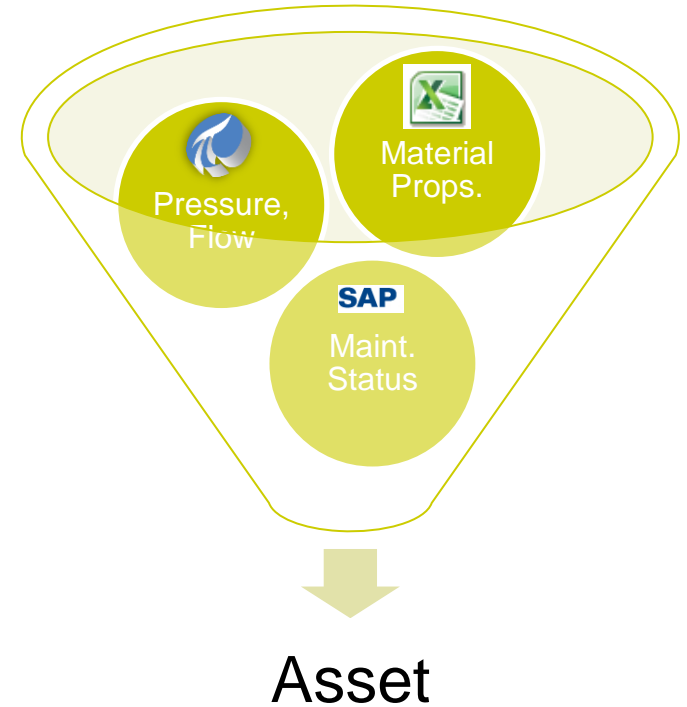 Material
Props.
Pressure,
Flow
SAP
Maint.
Status
Asset